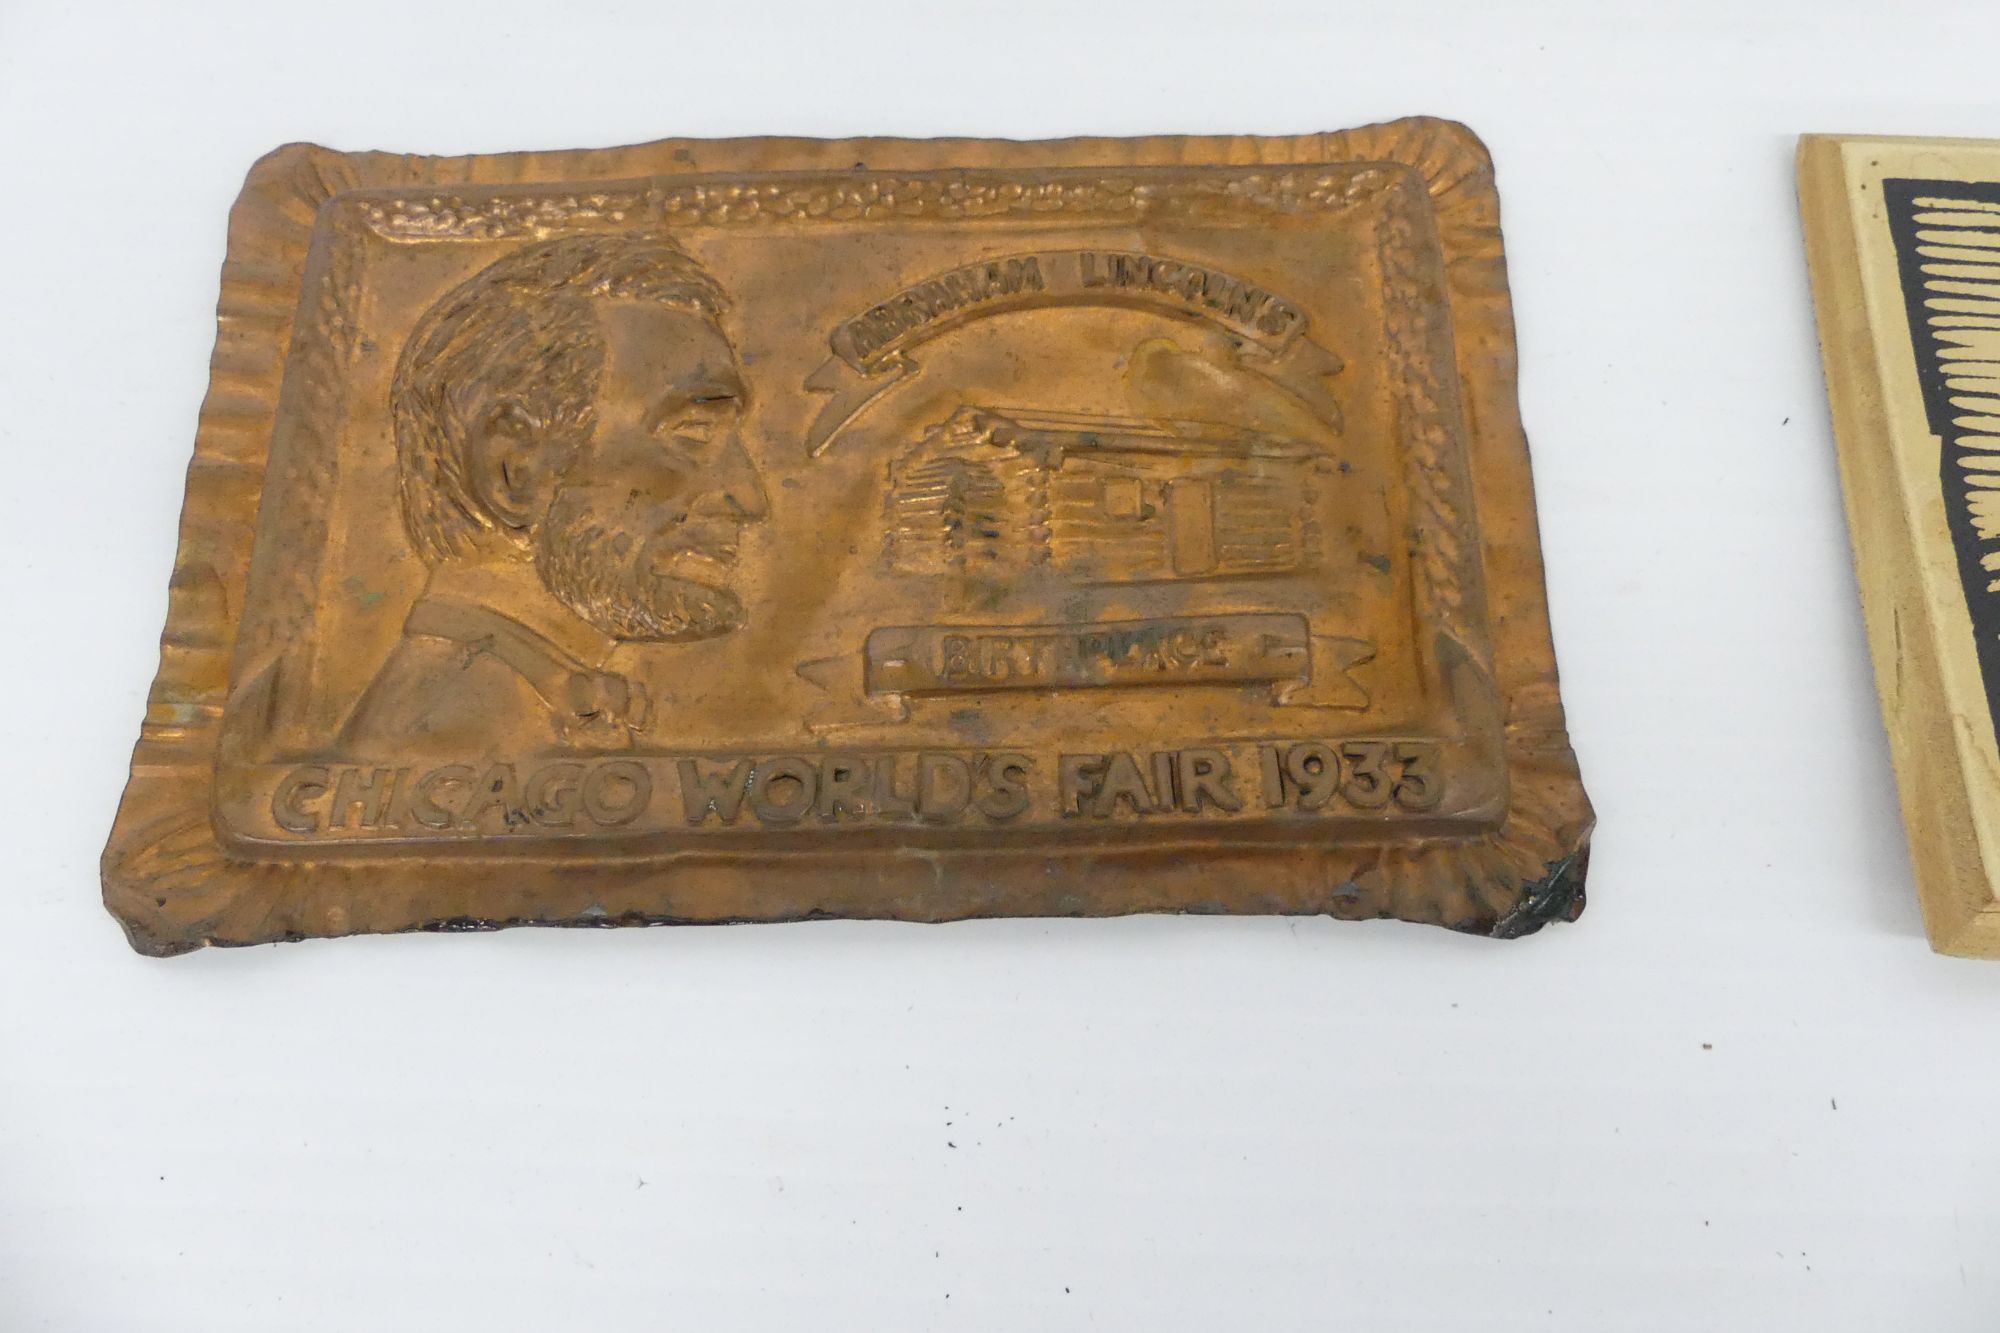 ABRAHAM LINCOLN'S
BIRTHPLACE
CHICAGO WORLD'S FAIR 1933